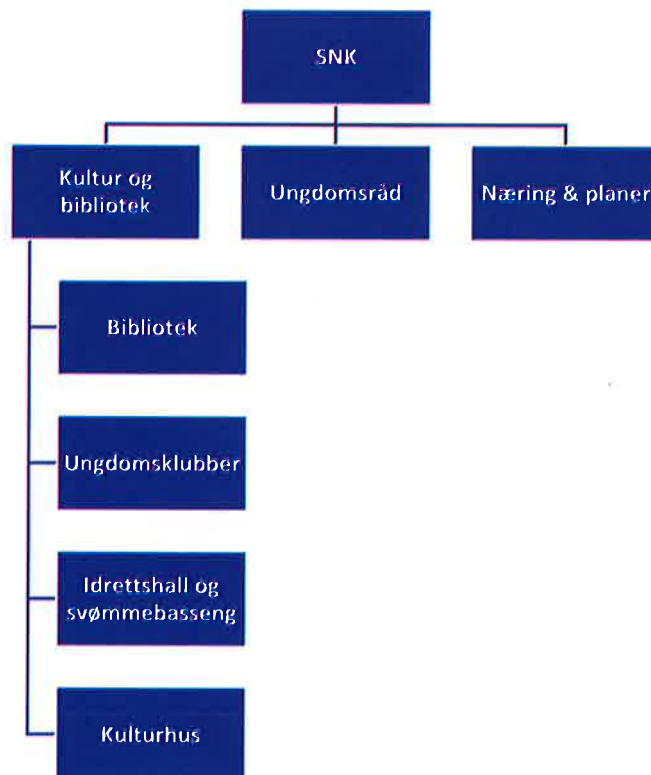 SNK
Kultur og
bibliotek
Ungdomsråd
Næring & planer
Bibliotek
Ungdomsklubber
Idrettshall og
svømmebasseng
Kulturhus